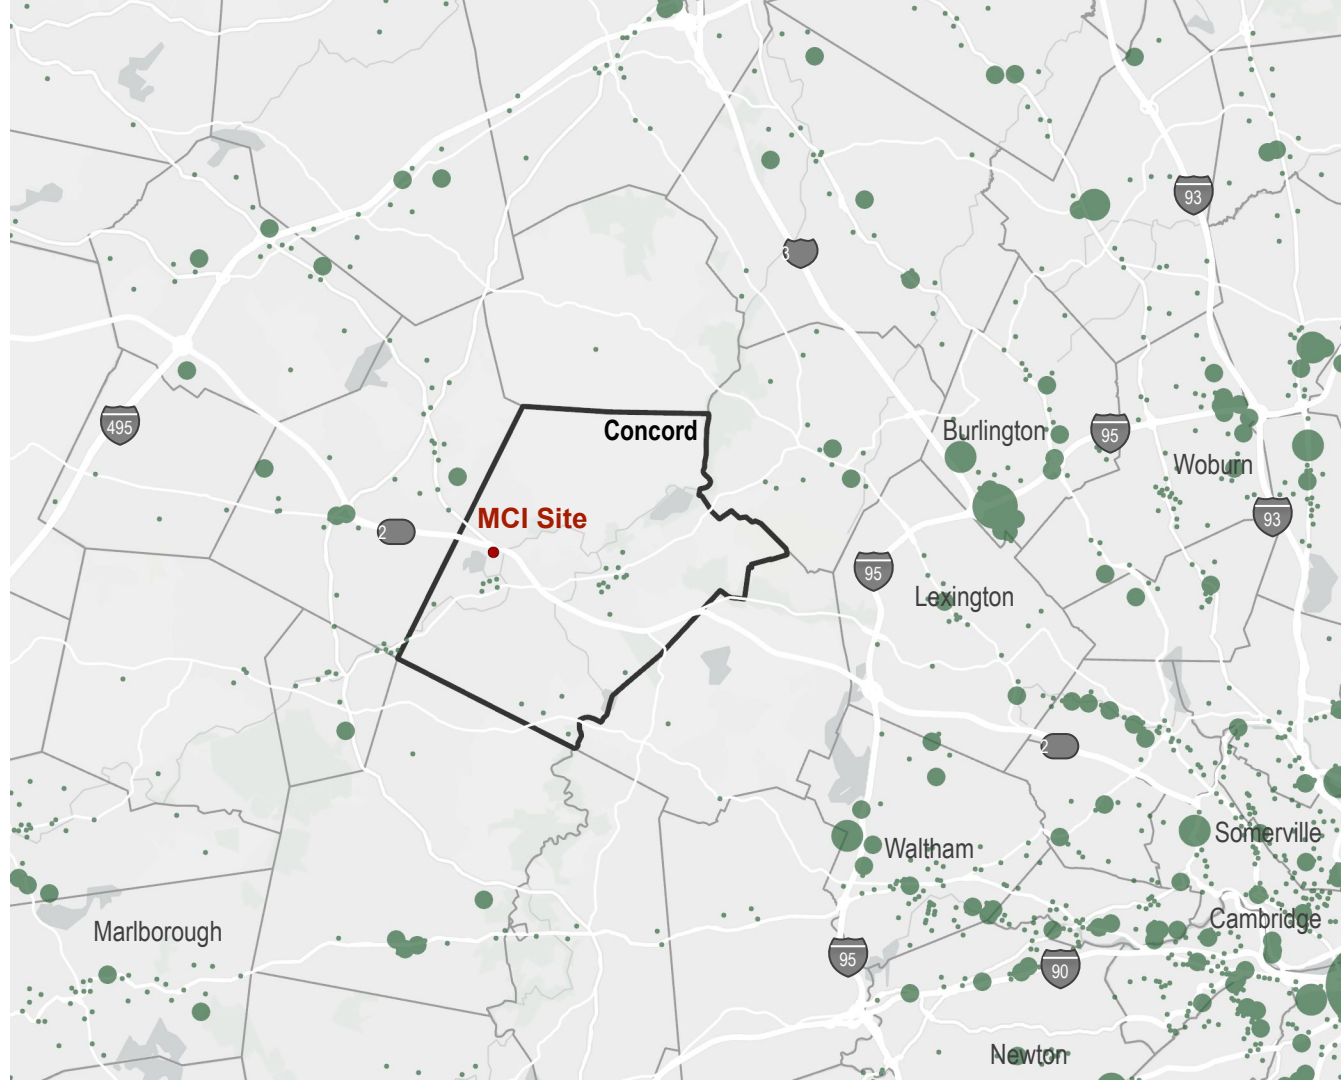 93
3
495
Concord
Burlington
95
Woburn
MCI Site
93
2
95
Lexington
2
Somerville
Waltham
Cambridge
Marlborough
95
90
Newton